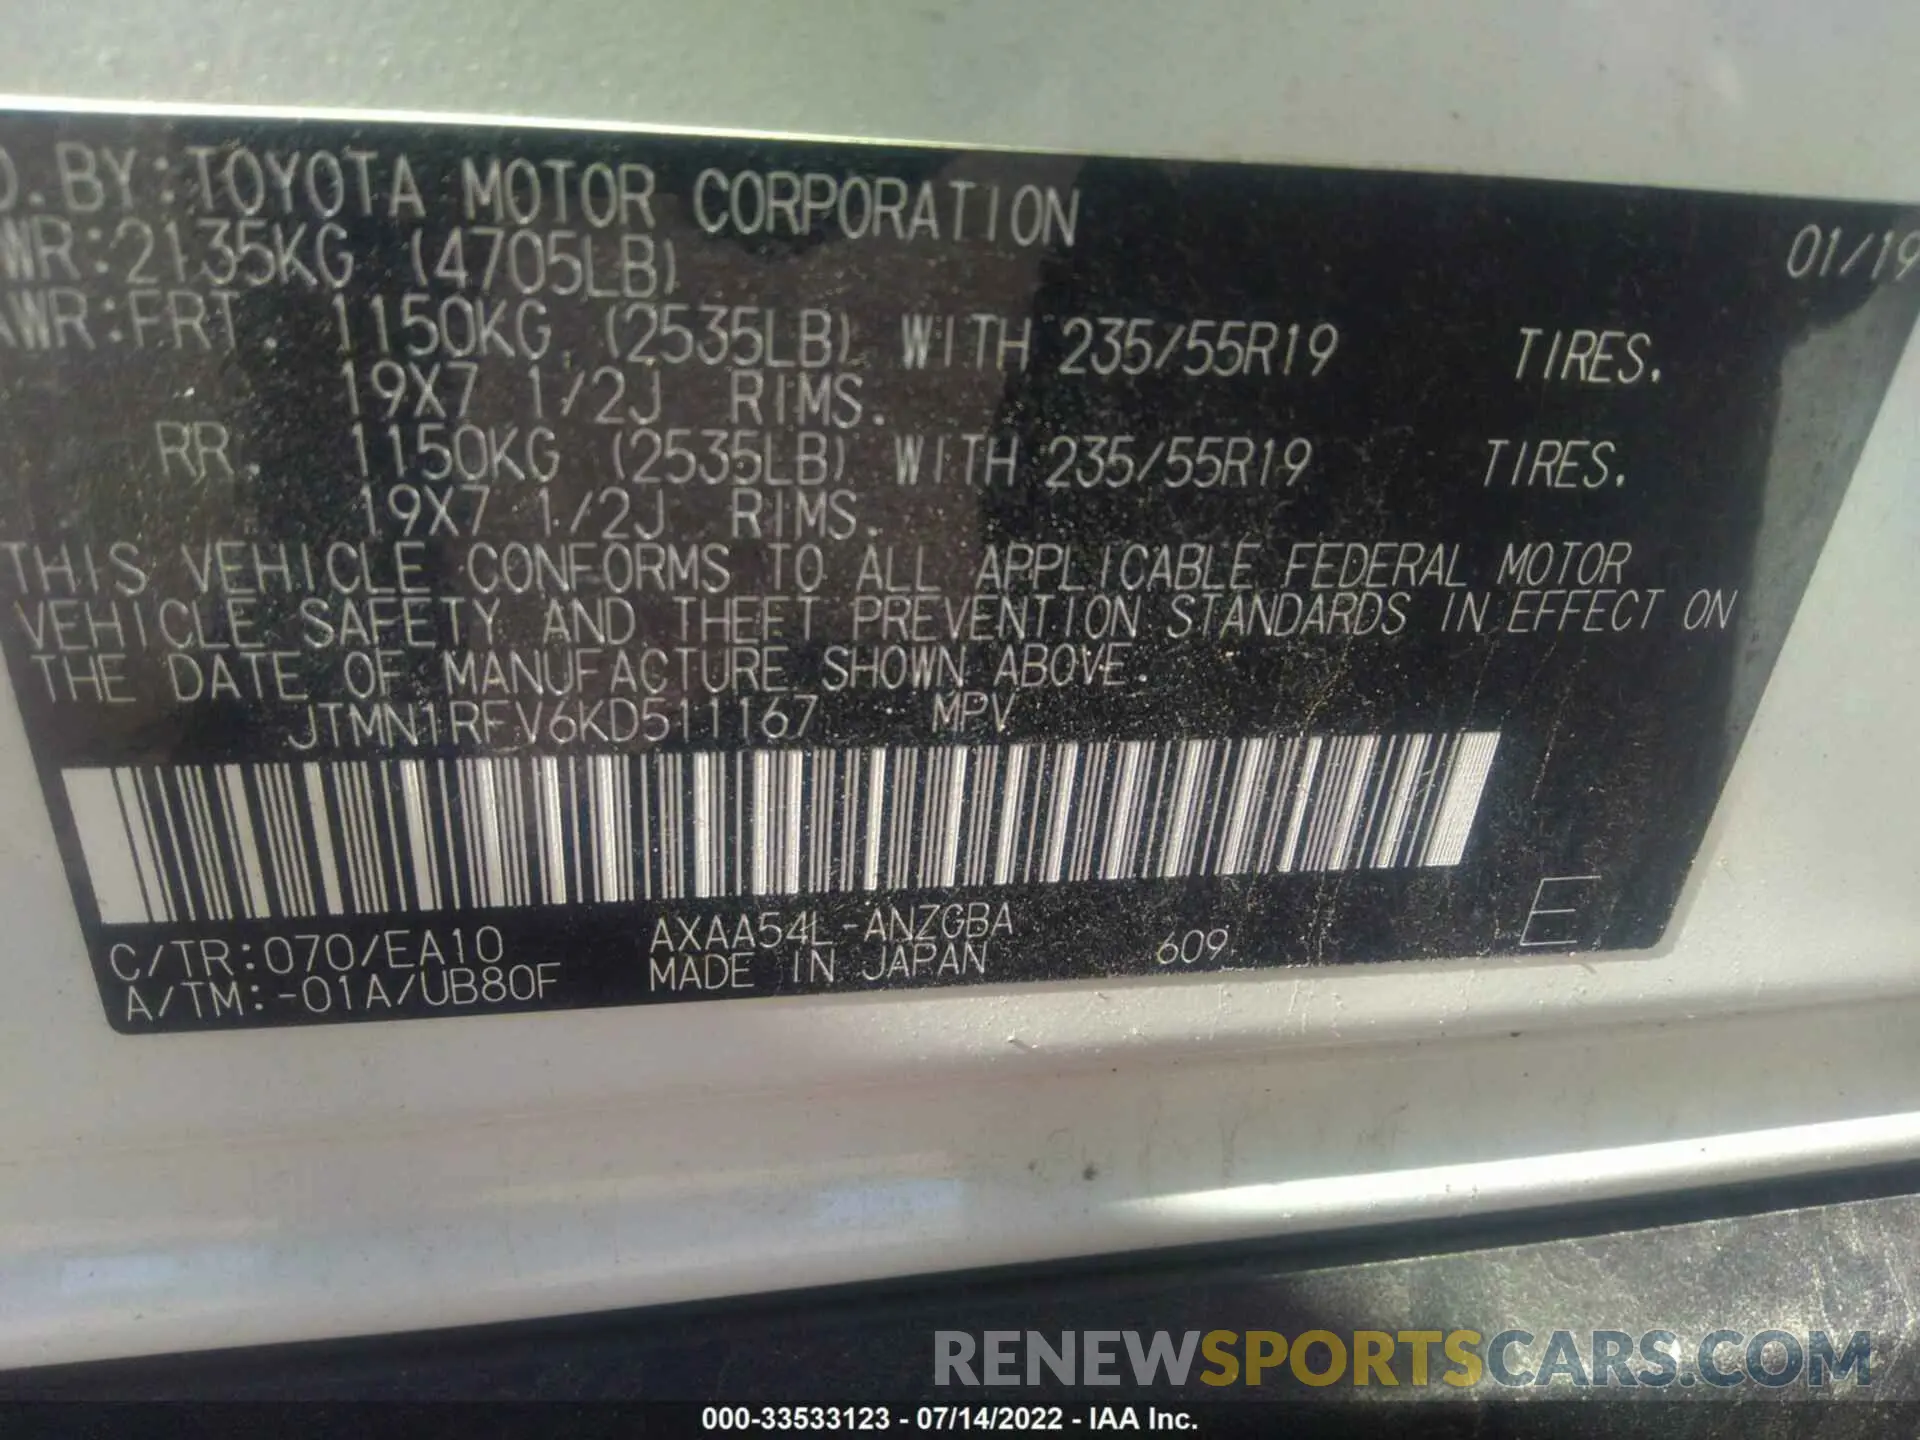 D. BY: TOYOTA MOTOR CORPORATION 01/19
WR: 2135KG (4705LB)
AWR: FRT. 1150KG (2535LB) WITH 235/55R19 TIRES.
19X7 1/2J RIMS.
RR. 1150KG (2535LB) WITH 235/55R19 TIRES.
19X7 1/2J RIMS.
THIS VEHICLE CONFORMS TO ALL APPLICABLE FEDERAL MOTOR
VEHICLE SAFETY AND THEFT PREVENTION STANDARDS IN EFFECT ON
THE DATE OF MANUFACTURE SHOWN ABOVE.
JTMN1RFV6KD511167 MPV
C/TR:070/EA10 AXAA54L-ANZGBA
A/TM:-01A/UB80F MADE IN JAPAN 609 E
RENEWSPORTSCARS.COM
000-33533123 - 07/14/2022 - IAA Inc.